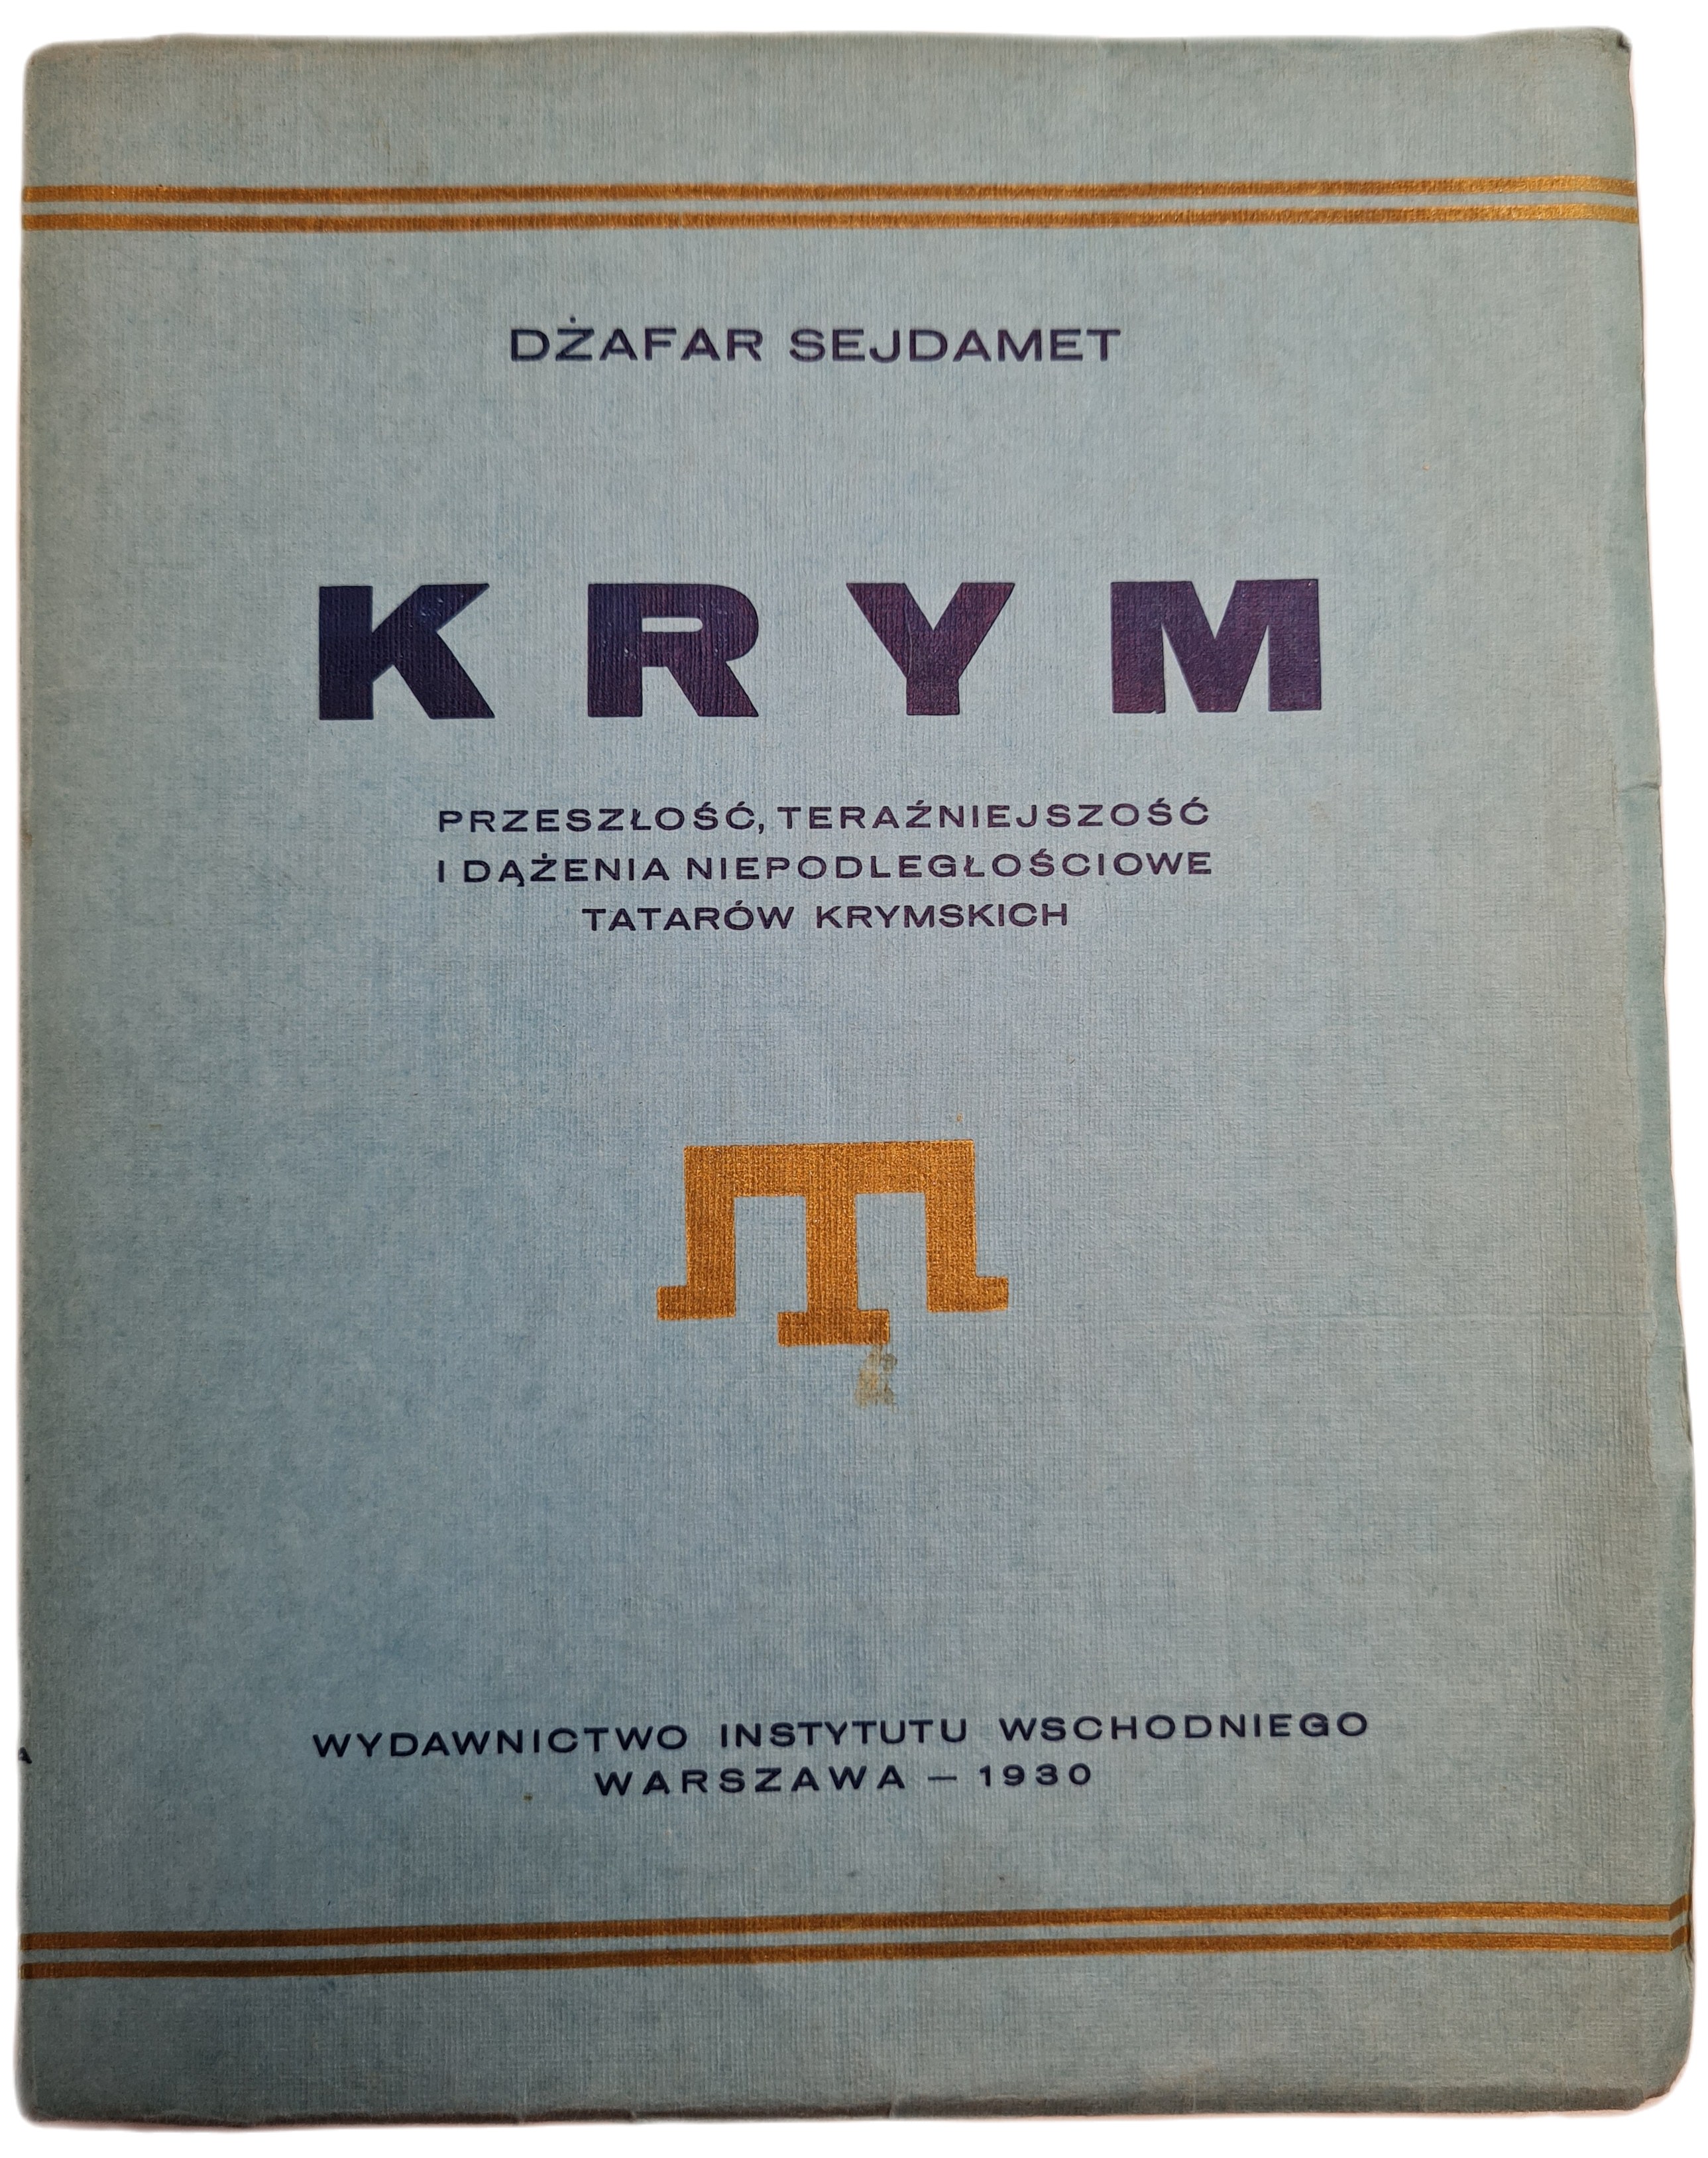 DŻAFAR SEJDAMET
KRYM
PRZESZŁOŚĆ, TERAŹNIEJSZOŚĆ
I DĄŻENIA NIEPODLEGŁOŚCIOWE
TATARÓW KRYMSKICH
WYDAWNICTWO INSTYTUTU WSCHODNIEGO
WARSZAWA — 1930